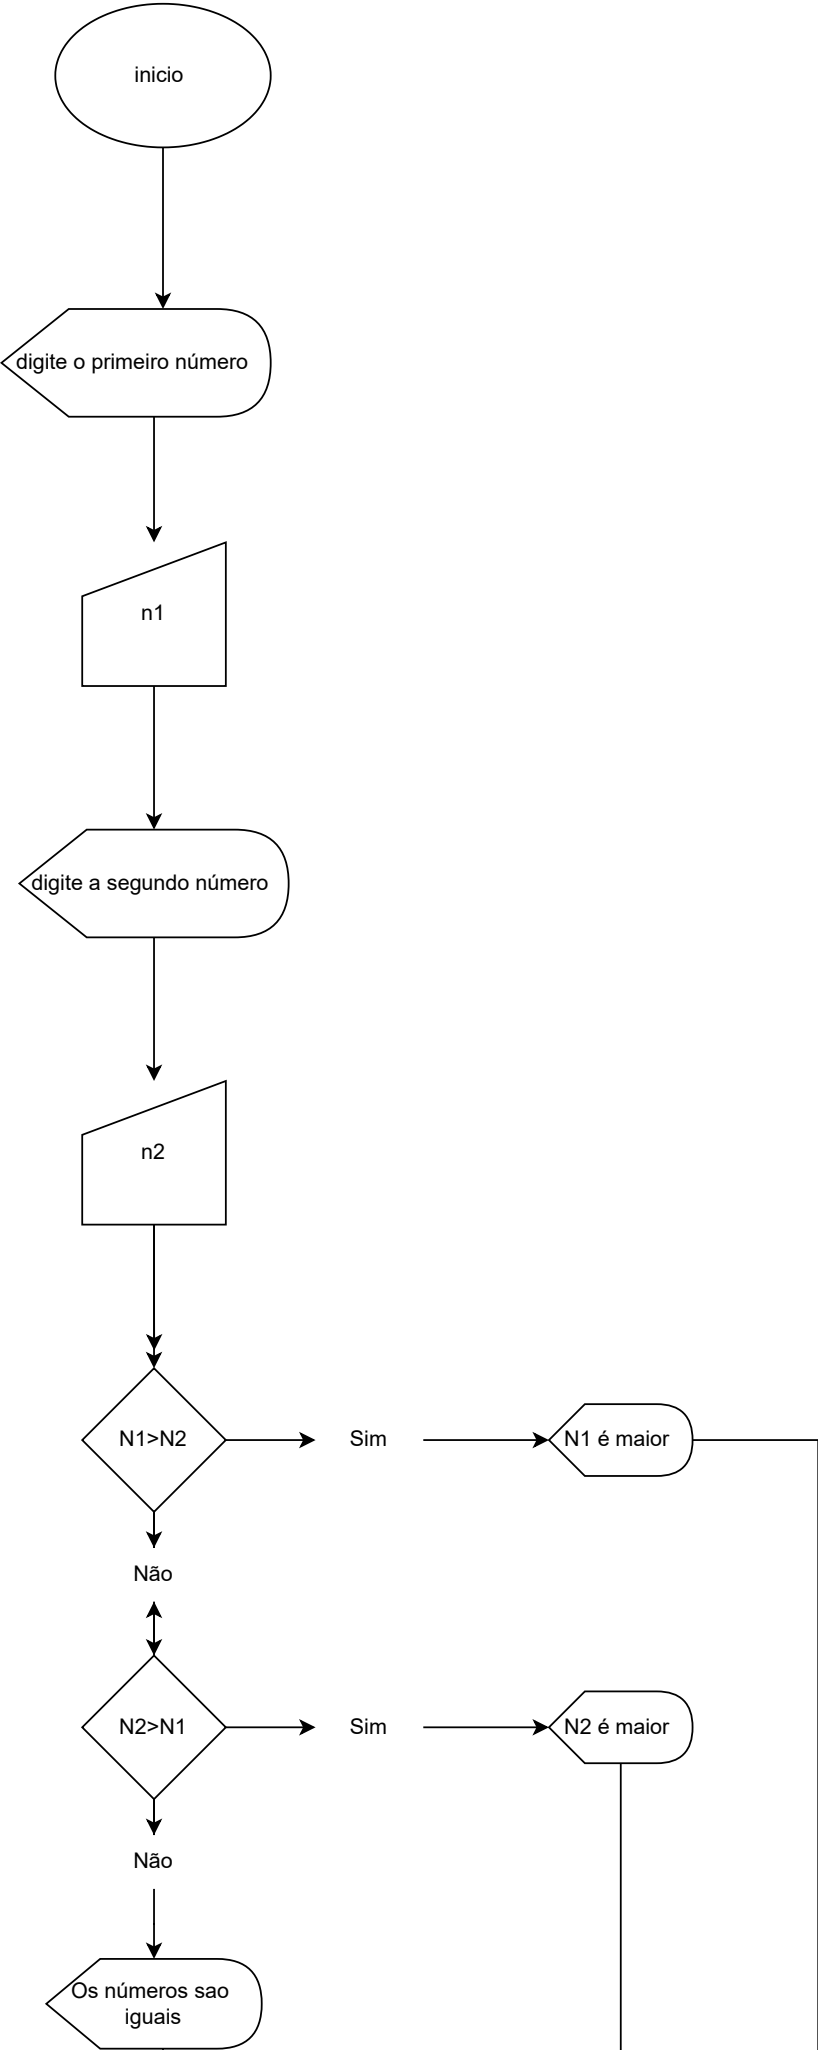 inicio
digite o primeiro número
n1
digite a segundo número
n2
N1>N2
Sim
N1 é maior
Não
N2>N1
Sim
N2 é maior
Não
Os números sao
iguais